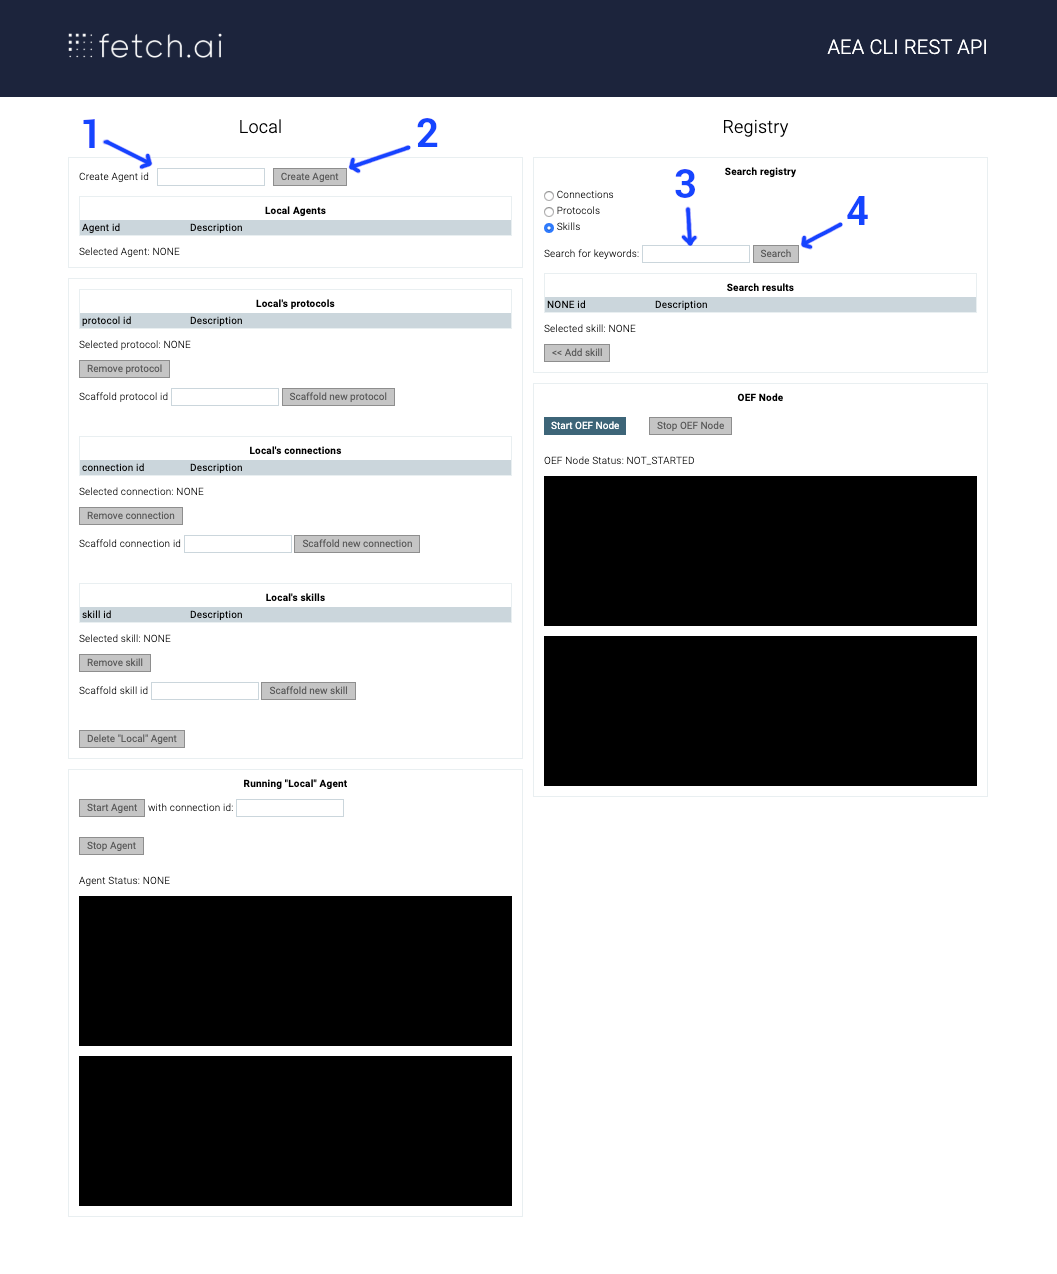 fetch.ai
AEA CLI REST API
Local
1
2
Create Agent id
Create Agent
Local Agents
Agent id Description
Selected Agent: NONE
Local's protocols
protocol id Description
Selected protocol: NONE
Remove protocol
Scaffold protocol id Scaffold new protocol
Local's connections
connection id Description
Selected connection: NONE
Remove connection
Scaffold connection id Scaffold new connection
Local's skills
skill id Description
Selected skill: NONE
Remove skill
Scaffold skill id Scaffold new skill
Delete "Local" Agent
Running "Local" Agent
Start Agent with connection id:
Stop Agent
Agent Status: NONE
Registry
Search registry
3
4
Connections
Protocols
Skills
Search for keywords: Search
Search results
NONE id Description
Selected skill: NONE
<< Add skill
OEF Node
Start OEF Node Stop OEF Node
OEF Node Status: NOT_STARTED